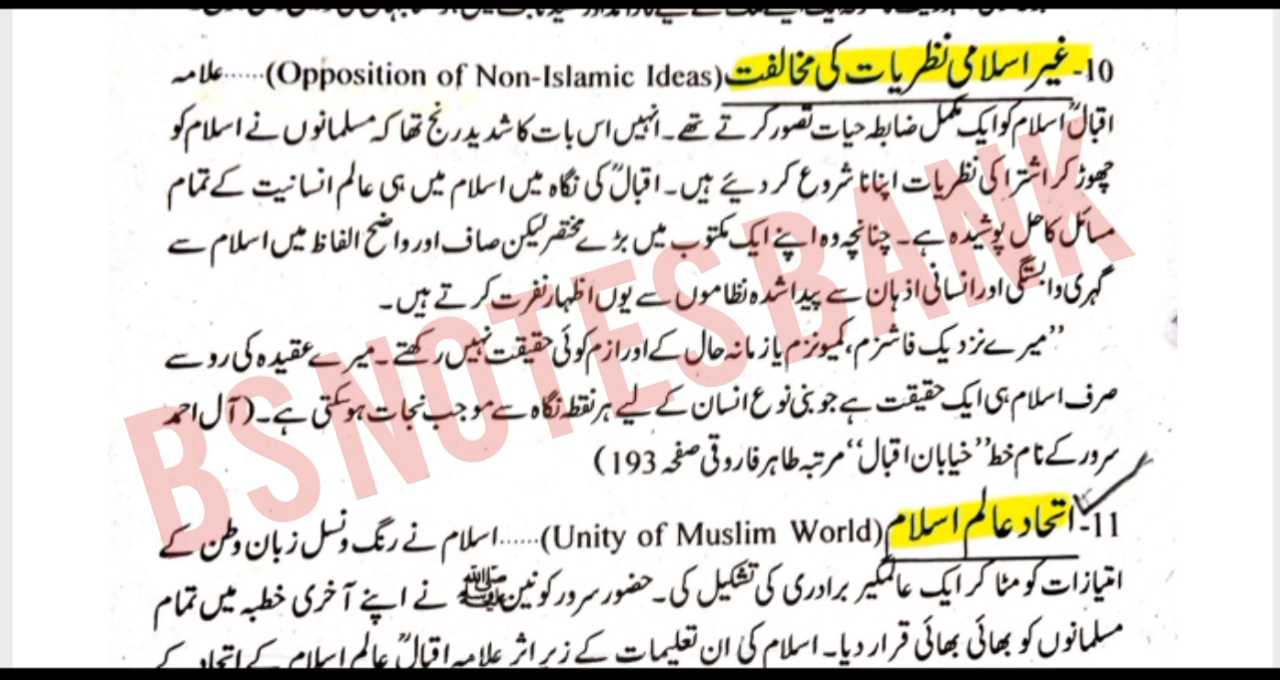 10- غیر اسلامی نظریات کی مخالفت (Opposition of Non-Islamic Ideas)......علامہ
اقبالؒ اسلام کو ایک مکمل ضابطہ حیات تصور کرتے تھے۔ انہیں اس بات کا شدید رنج تھا کہ مسلمانوں نے اسلام کو
چھوڑ کر اشتراکی نظریات اپنانا شروع کر دیئے ہیں۔ اقبالؒ کی نگاہ میں اسلام میں ہی عالم انسانیت کے تمام
مسائل کا حل پوشیدہ ہے۔ چنانچہ وہ اپنے ایک مکتوب میں بڑے مختصر لیکن صاف اور واضح الفاظ میں اسلام سے
گہری وابستگی اور انسانی اذہان سے پیدا شدہ نظاموں سے یوں اظہار نفرت کرتے ہیں۔
”میرے نزدیک فاشزم، کمیونزم یا زمانہ حال کے اور ازم کوئی حقیقت نہیں رکھتے۔ میرے عقیدہ کی رو سے
صرف اسلام ہی ایک حقیقت ہے جو بنی نوع انسان کے لیے ہر نقطہ نگاہ سے موجب نجات ہو سکتی ہے۔ (آل احمد
سرور کے نام خط ”خیابان اقبال“ مرتبہ طاہر فاروقی صفحہ 193)
11- اتحاد عالم اسلام (Unity of Muslim World)......اسلام نے رنگ و نسل زبان وطن کے
امتیازات کو مٹا کر ایک عالمگیر برادری کی تشکیل کی۔ حضور سرور کونین ﷺ نے اپنے آخری خطبہ میں تمام
مسلمانوں کو بھائی بھائی قرار دیا۔ اسلام کی ان تعلیمات کے زیر اثر علامہ اقبالؒ عالم اسلام کے اتحاد کے
BSNOTESBANK